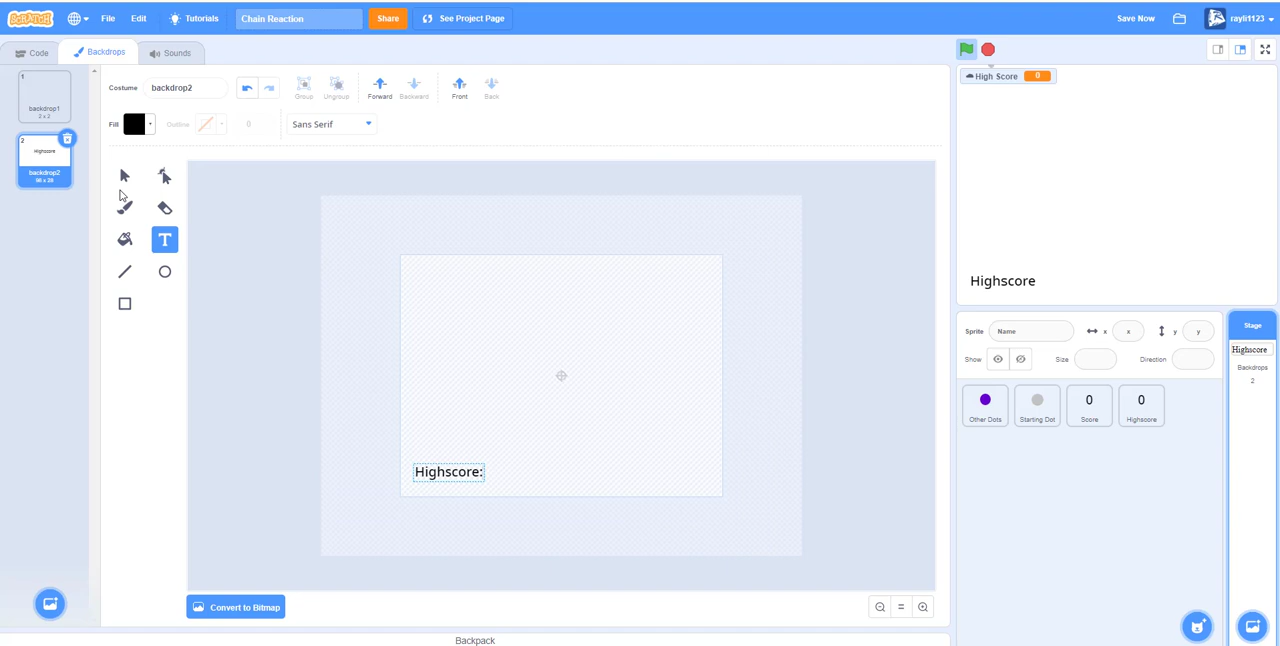 SCRATCH File Edit Tutorials Chain Reaction Share See Project Page Save Now rayli1123
Code Backdrops Sounds
Costume backdrop2 Group Ungroup Forward Backward Front Back
Fill Outline 0 Sans Serif
High Score 0
1
backdrop1
2 x 2
2
Highscore
backdrop2
T
Highscore:
Highscore
Sprite Name x x y y
Show Size Direction
Stage
Highscore
Backdrops
2
Other Dots
Starting Dot
0
Score
0
Highscore
Convert to Bitmap
Backpack